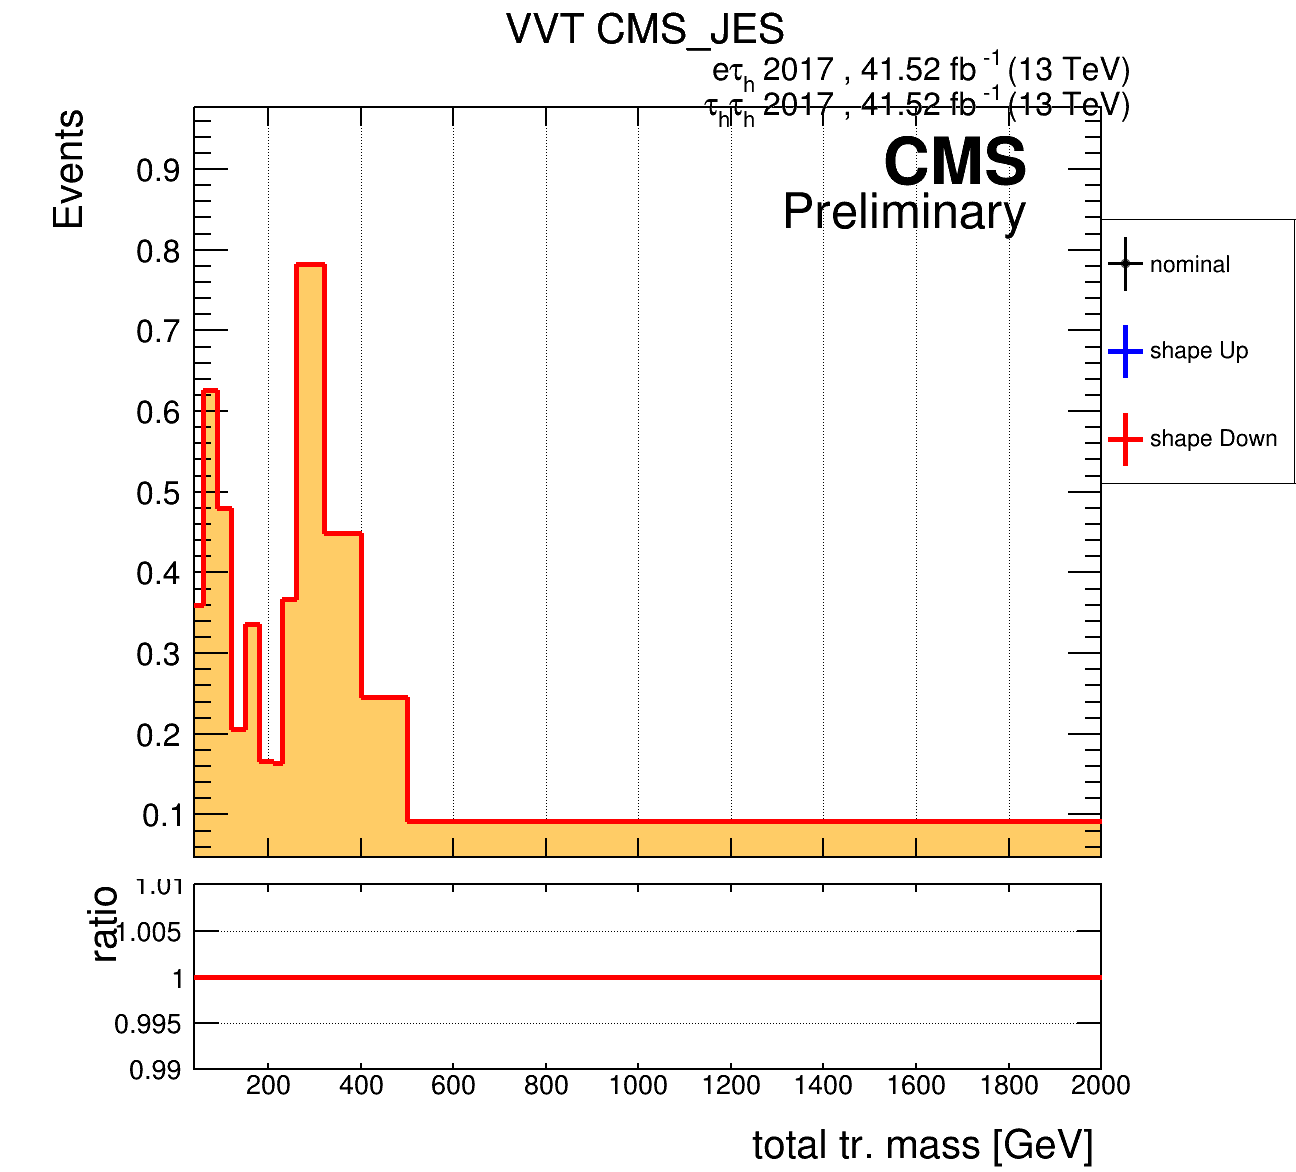 VVT CMS_JES
eτh 2017 , 41.52 fb -1 (13 TeV)
τhτh 2017 , 41.52 fb -1 (13 TeV)
Events
CMS
Preliminary
0.9
0.8
0.7
0.6
0.5
0.4
0.3
0.2
0.1
nominal
shape Up
shape Down
ratio
1.01
1.005
1
0.995
0.99
200 400 600 800 1000 1200 1400 1600 1800 2000
total tr. mass [GeV]